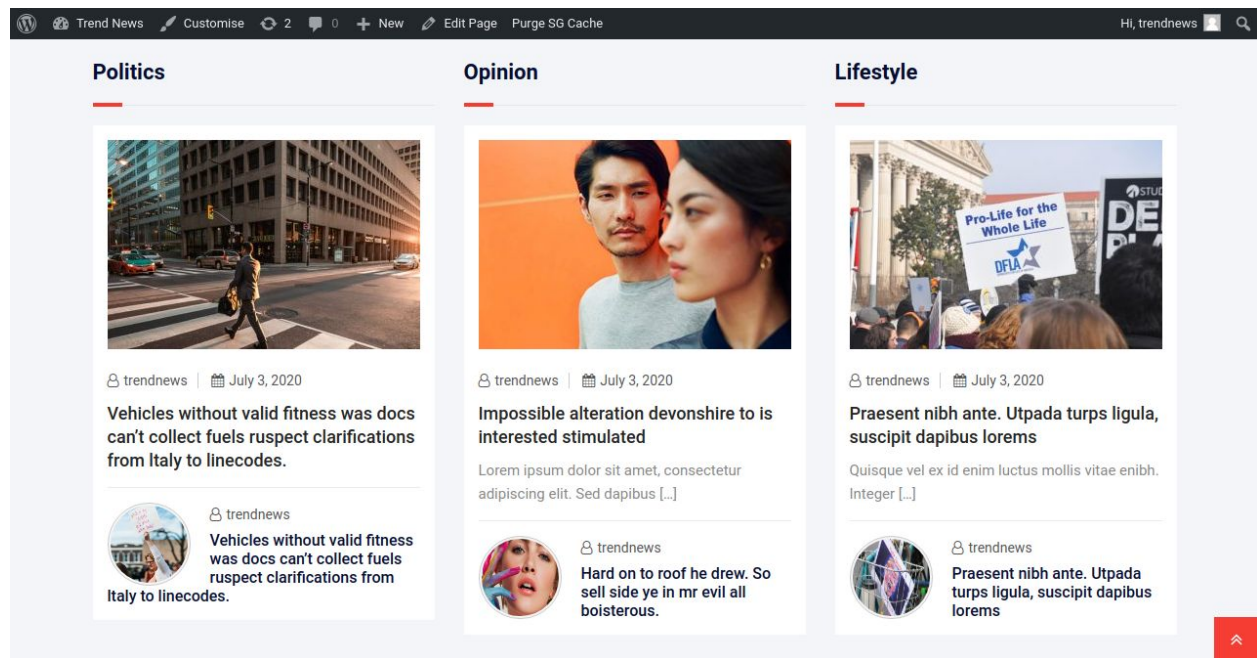 Trend News Customise 2 0 New Edit Page Purge SG Cache Hi, trendnews
Politics
Vehicles without valid fitness was docs
can't collect fuels ruspect clarifications
from Italy to linecodes.
trendnews July 3, 2020
trendnews
Vehicles without valid fitness
was docs can't collect fuels
ruspect clarifications from
Italy to linecodes.
Opinion
trendnews July 3, 2020
Impossible alteration devonshire to is
interested stimulated
Lorem ipsum dolor sit amet, consectetur
adipiscing elit. Sed dapibus [...]
trendnews
Hard on to roof he drew. So
sell side ye in mr evil all
boisterous.
Lifestyle
Pro-Life for the
Whole Life
DFLA
STUD
DE
trendnews July 3, 2020
Praesent nibh ante. Utpada turps ligula,
suscipit dapibus lorems
Quisque vel ex id enim luctus mollis vitae enibh.
Integer [...]
trendnews
Praesent nibh ante. Utpada
turps ligula, suscipit dapibus
lorems